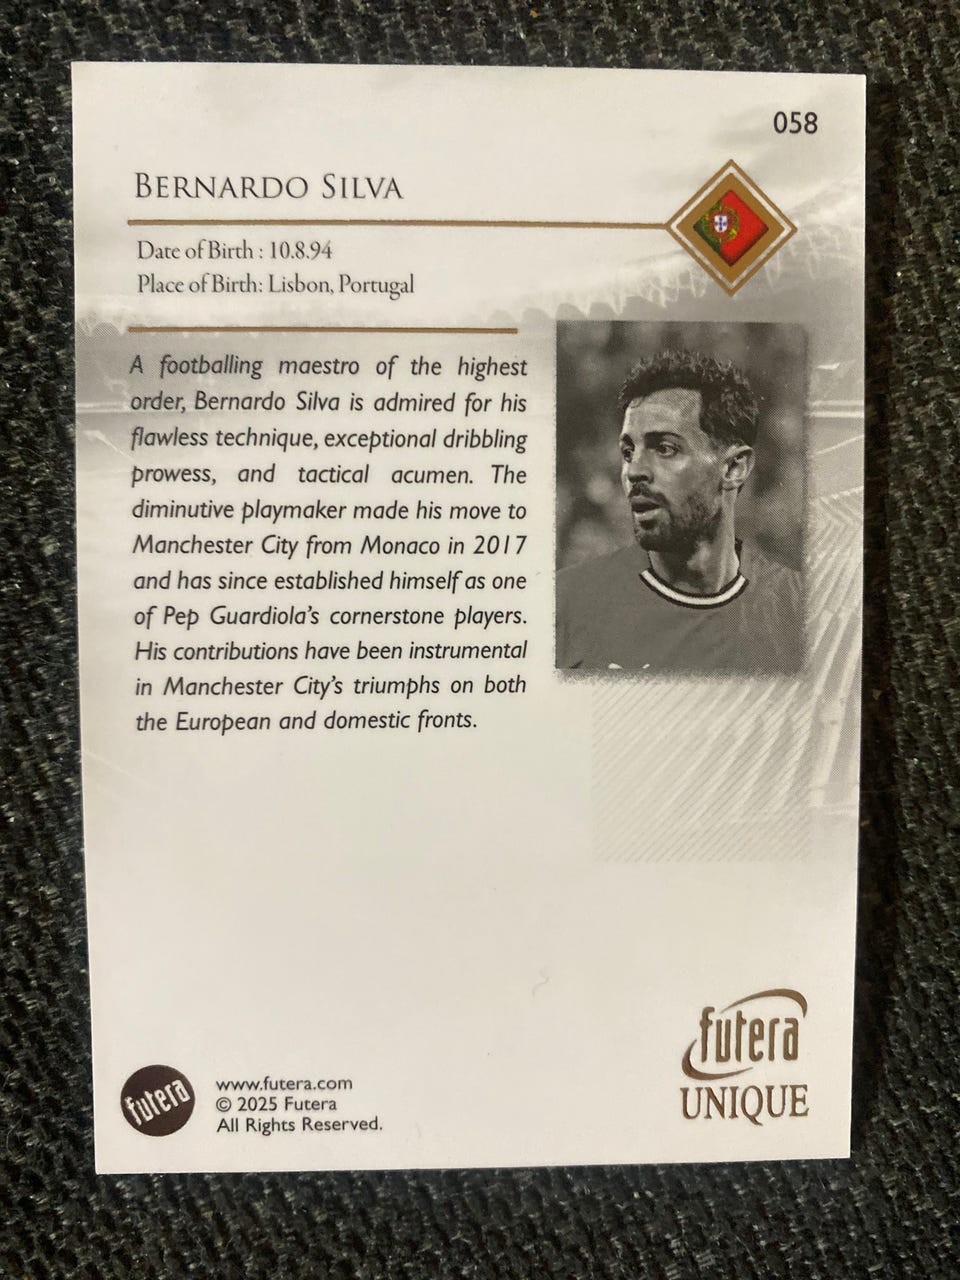 058
BERNARDO SILVA
Date of Birth : 10.8.94
Place of Birth: Lisbon, Portugal
A footballing maestro of the highest
order, Bernardo Silva is admired for his
flawless technique, exceptional dribbling
prowess, and tactical acumen. The
diminutive playmaker made his move to
Manchester City from Monaco in 2017
and has since established himself as one
of Pep Guardiola's cornerstone players.
His contributions have been instrumental
in Manchester City's triumphs on both
the European and domestic fronts.
futera
UNIQUE
futera
www.futera.com
© 2025 Futera
All Rights Reserved.